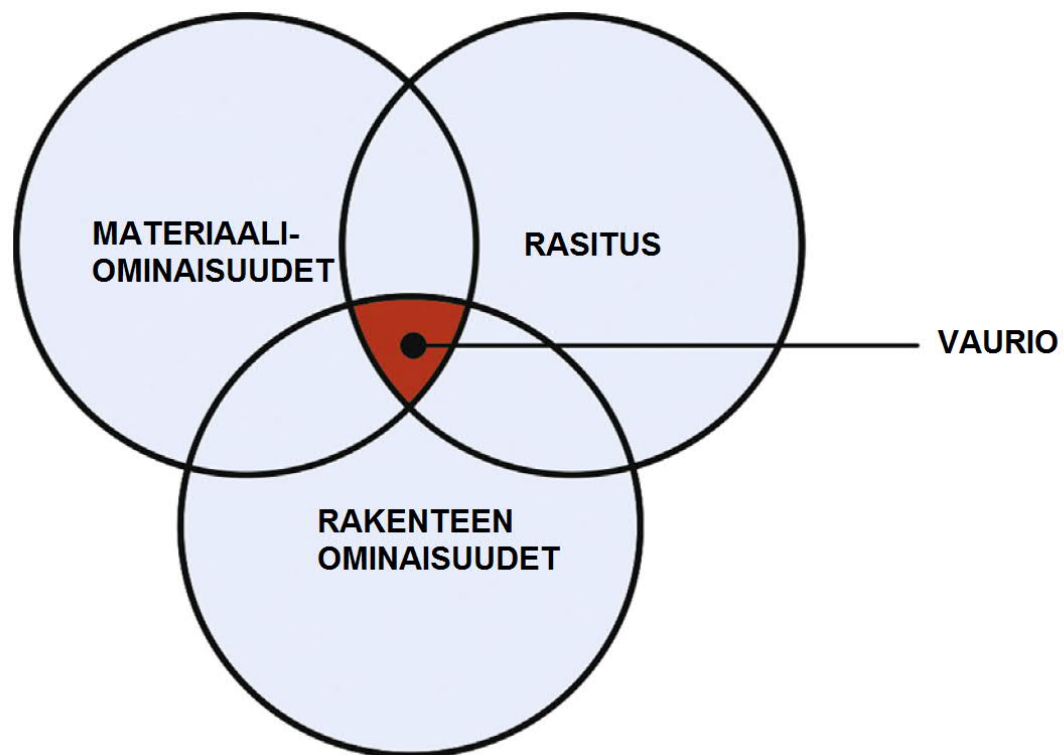 MATERIAALI-
OMINAISUUDET
RASITUS
VAURIO
RAKENTEEN
OMINAISUUDET